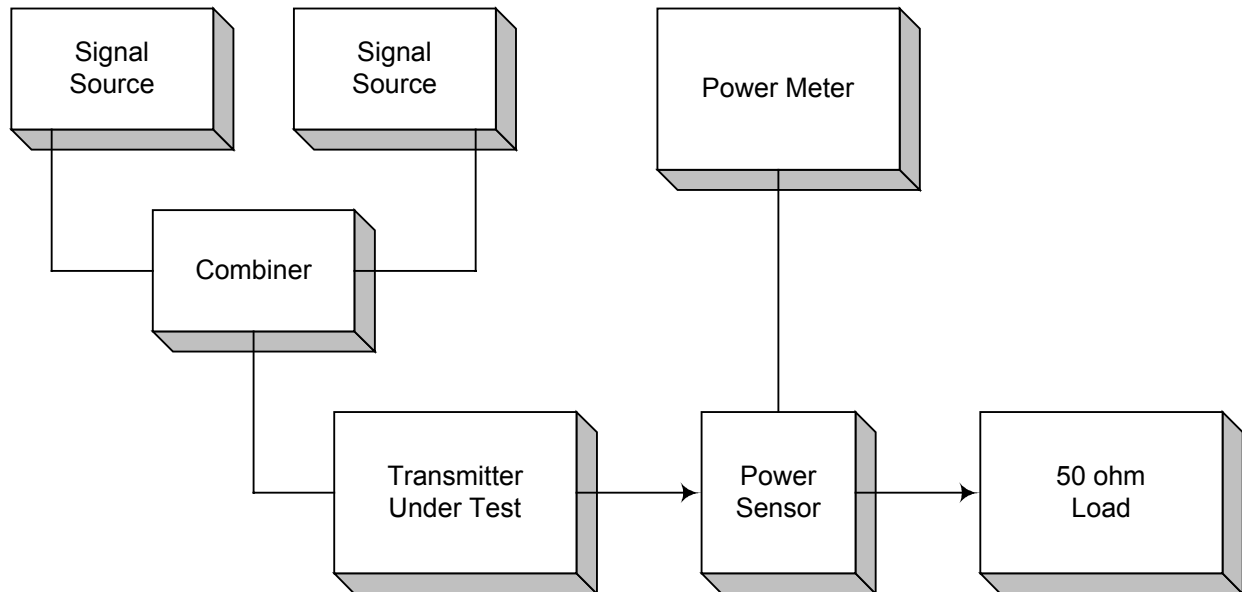 Signal
Source
Signal
Source
Power Meter
Combiner
Transmitter
Under Test
Power
Sensor
50 ohm
Load